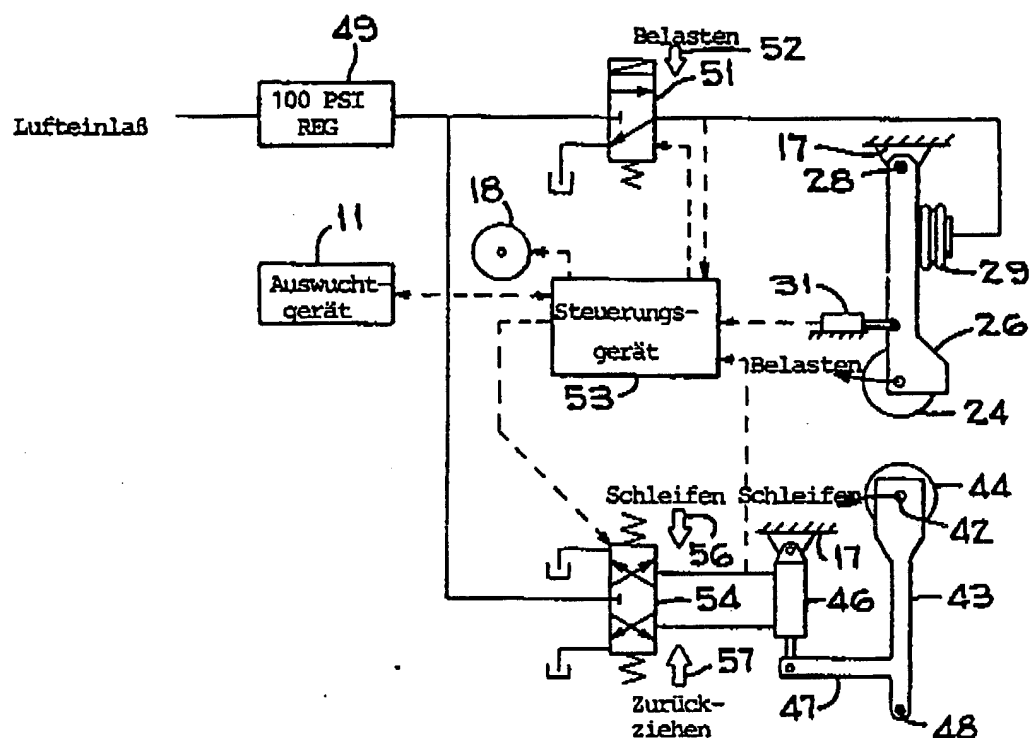 49
Belasten
52
51
100 PSI
REG
Lufteinlaß
17
28
18
29
11
Auswucht-
gerät
31
Steuerungs-
gerät
26
Belasten
53
24
44
Schleifen Schleifen
42
56
17
54
46
43
57
Zurück-
ziehen
47
48